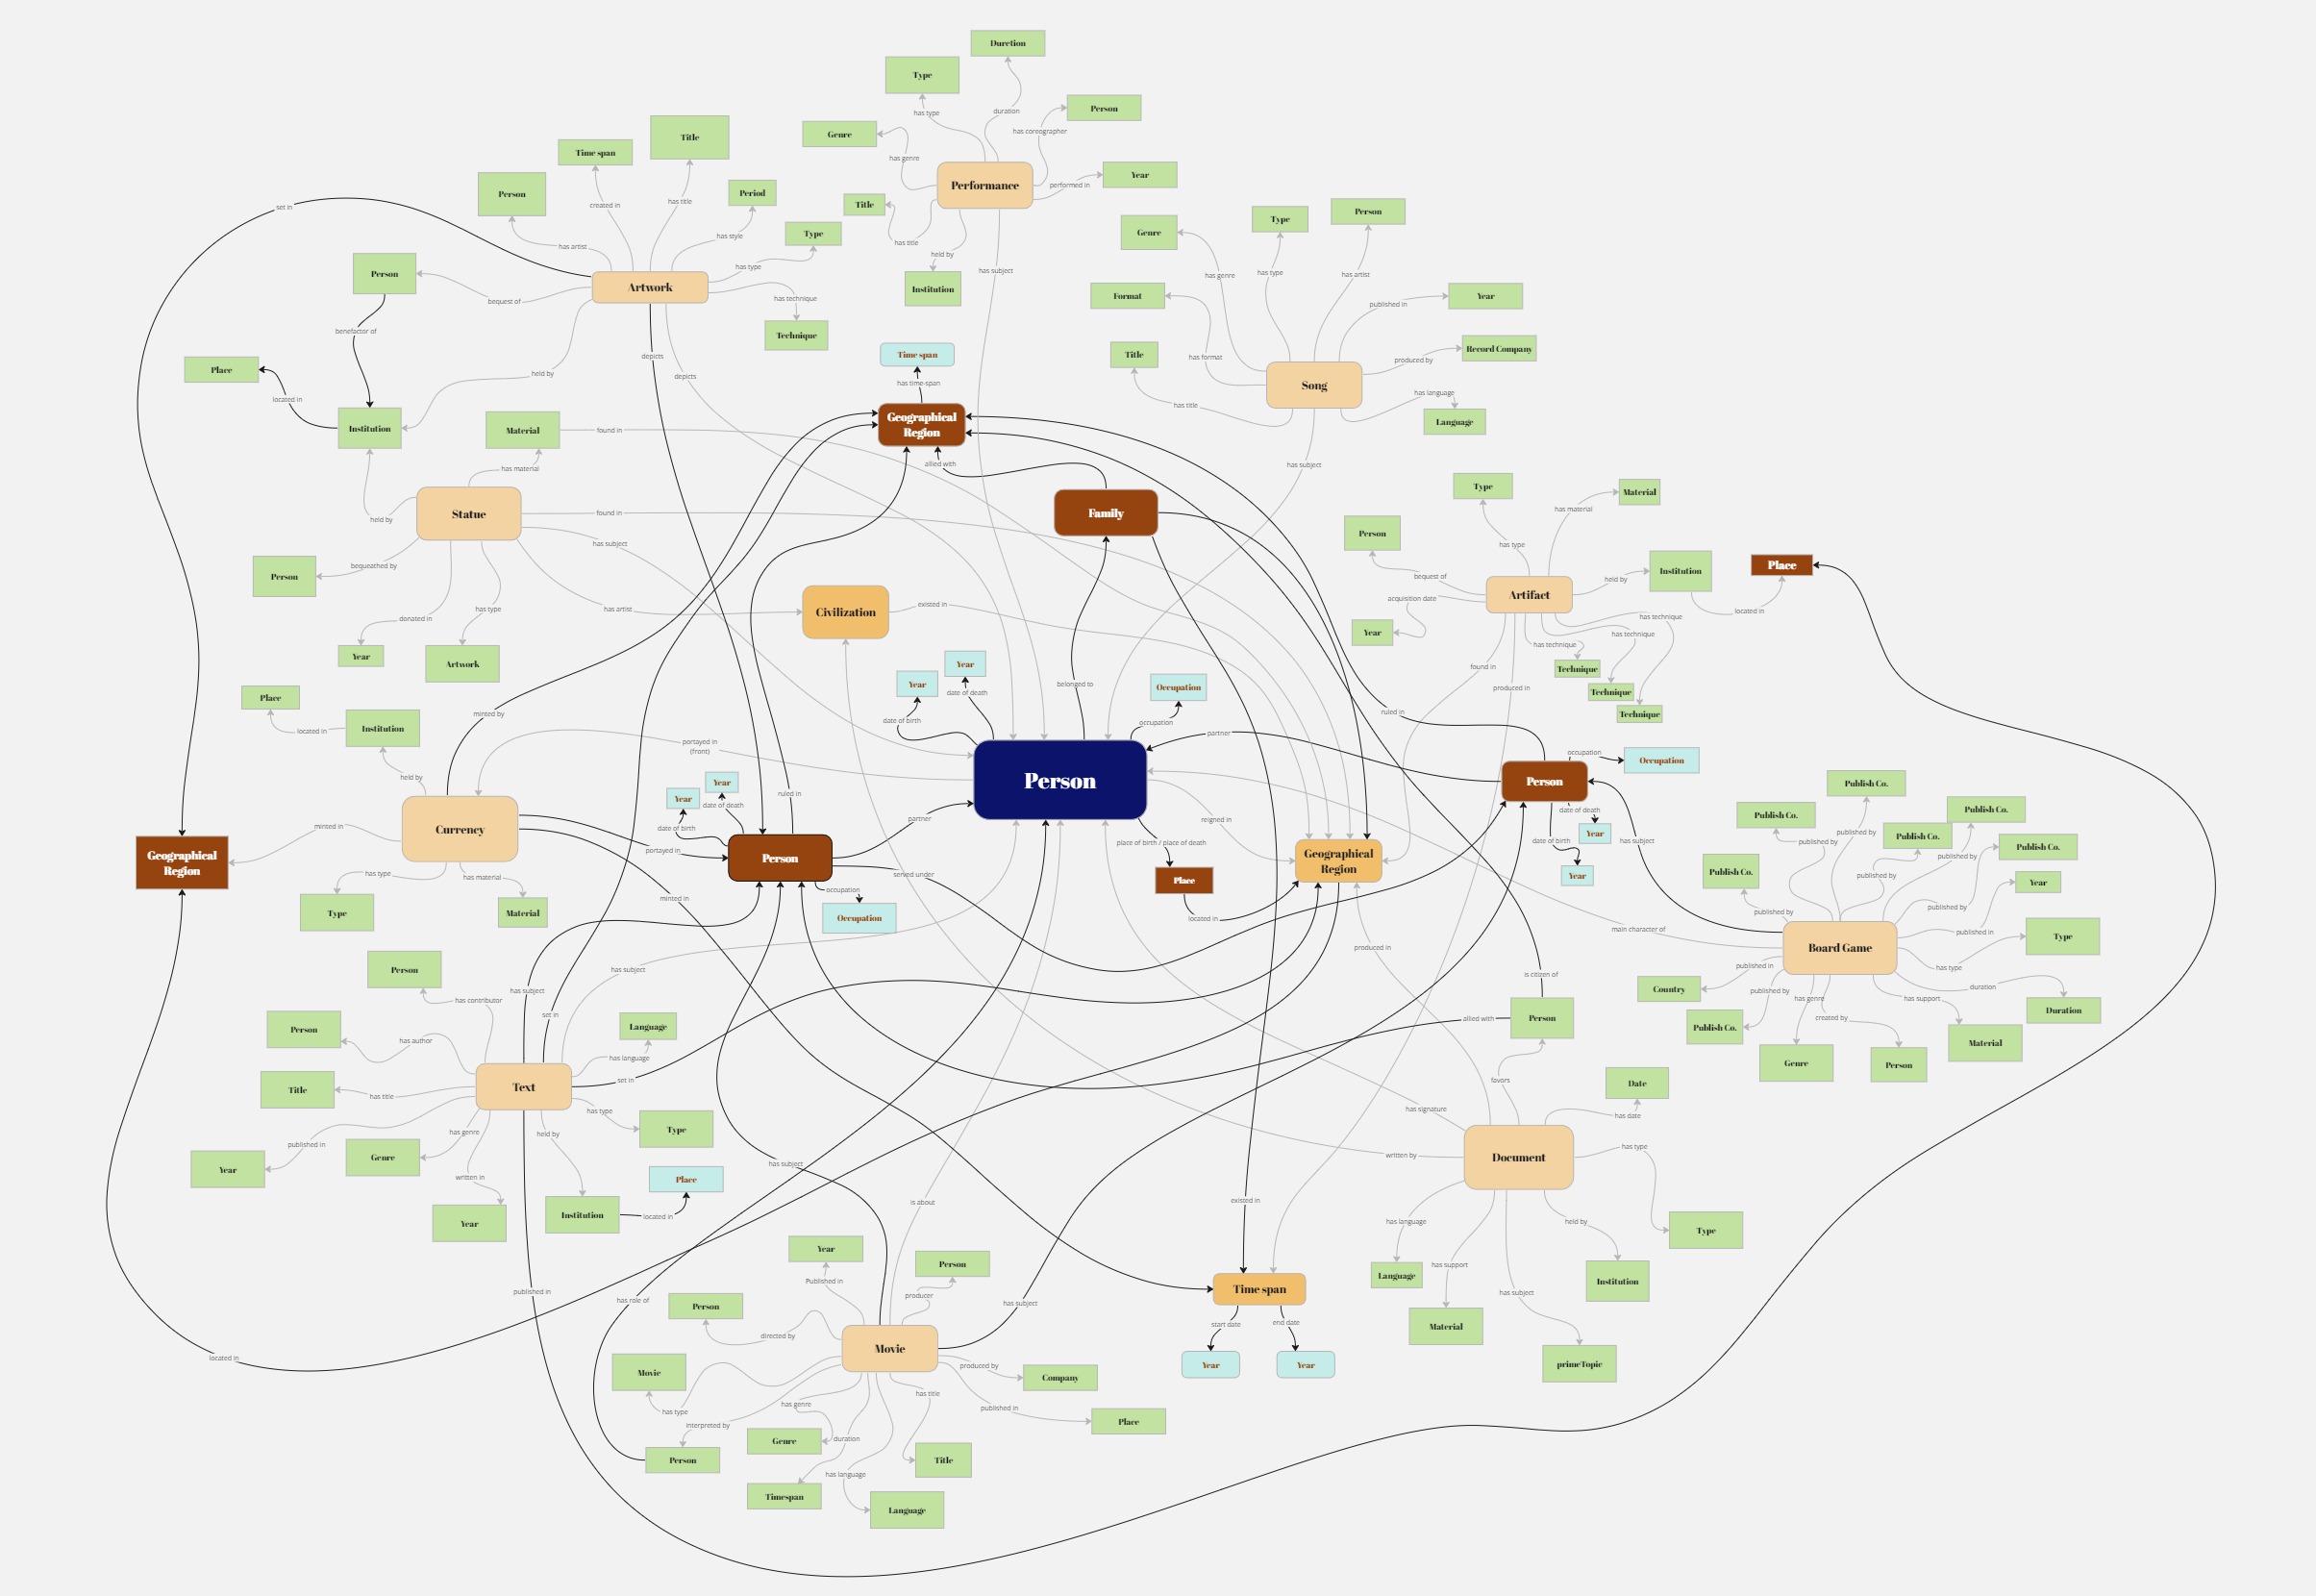 Duretion
Type
Person
duration
has type
has coreographer
Genre
has genre
Performance
Year
performed in
Title
has title
held by
Institution
has subject
Title
Time span
Person
Period
created in
has title
has style
Type
has artist
has type
set in
Person
bequest of
Artwork
has technique
Technique
benefactor of
depicts
depicts
held by
Place
located in
Institution
Genre
Type
Person
has genre
has type
has artist
Format
published in
Year
Title
has format
produced by
Record Company
Song
has title
has language
Language
has subject
Time span
has time-span
Geographical
Region
allied with
Family
Material
found in
has material
Statue
found in
held by
has subject
Person
bequeathed by
has artist
has type
donated in
Year
Artwork
Civilization
existed in
Type
Material
has material
Person
has type
bequest of
held by
Institution
Place
Artifact
acquisition date
located in
Year
has technique
has technique
has technique
found in
Technique
Technique
Technique
produced in
Place
located in
Institution
held by
minted by
portayed in
(front)
Year
Year
date of death
date of birth
belonged to
Occupation
occupation
ruled in
partner
Person
occupation
Occupation
Person
date of death
Year
date of birth
Year
has subject
Year
Year
date of death
date of birth
ruled in
partner
Person
occupation
Occupation
served under
place of birth / place of death
Place
located in
reigned in
Geographical
Region
Currency
portayed in
minted in
minted in
Geographical
Region
has type
has material
Type
Material
Publish Co.
Publish Co.
Publish Co.
Publish Co.
Publish Co.
Publish Co.
published by
published by
published by
published by
published by
published by
Year
main character of
Board Game
published in
Type
has type
Country
published in
published by
Publish Co.
has genre
has support
duration
Duration
created by
Material
Genre
Person
Person
has contributor
has subject
set in
has subject
Person
has author
Language
has language
Title
has title
Text
set in
has type
Type
published in
has genre
held by
Year
Genre
written in
Year
Institution
located in
Place
published in
produced in
is citizen of
allied with
Person
favors
Date
has date
has signature
Document
written by
has type
has language
held by
Type
has support
Language
Institution
has subject
Material
primeTopic
existed in
Time span
start date
end date
Year
Year
has subject
is about
Year
Person
Published in
producer
Person
has role of
has subject
directed by
Movie
located in
Movie
has type
produced by
Company
has genre
has title
published in
Place
interpreted by
duration
Genre
Person
has language
Title
Timespan
Language